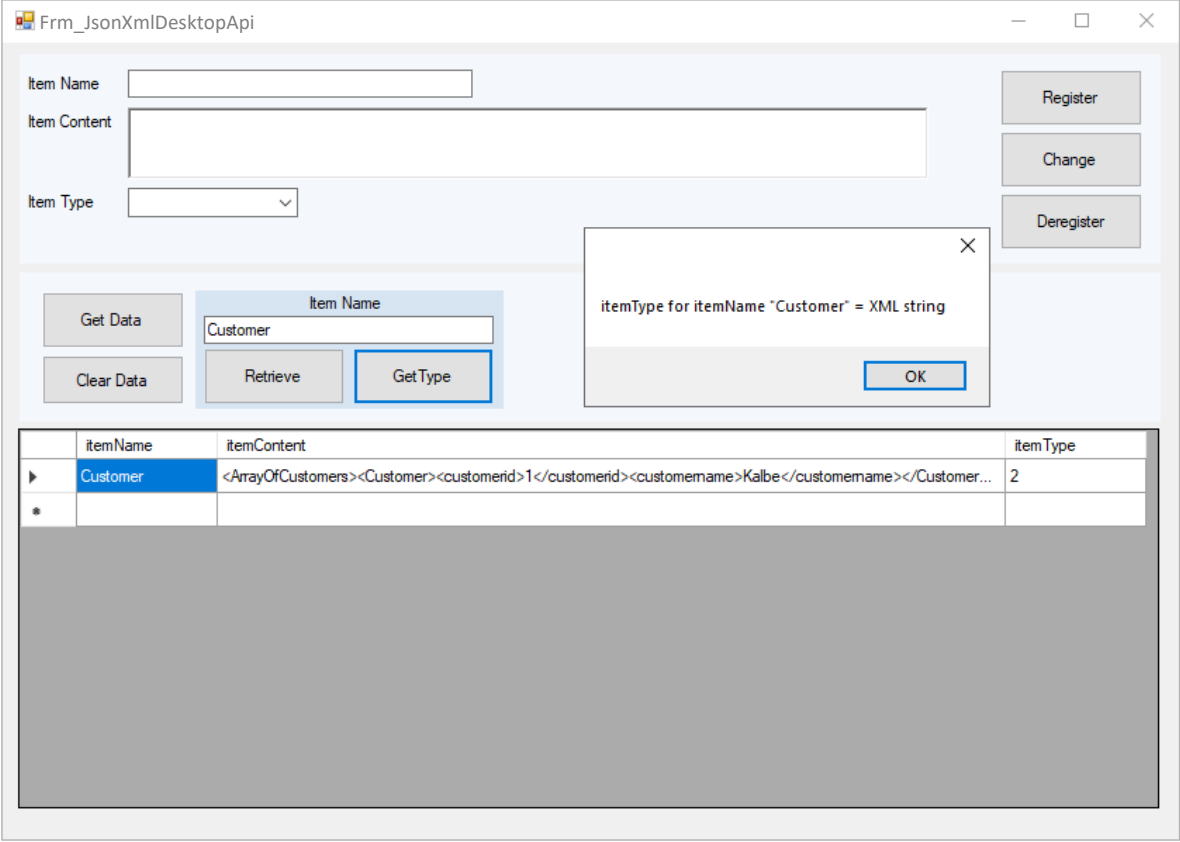 Frm_JsonXmlDesktopApi
Item Name
Register
Item Content
Change
Item Type
Deregister
Get Data
Item Name
Customer
Clear Data
Retrieve
GetType
itemType for itemName "Customer" = XML string
OK
itemName itemContent itemType
Customer <ArrayOfCustomers><Customer><customerid>1</customerid><customername>Kalbe</customername></Customer... 2